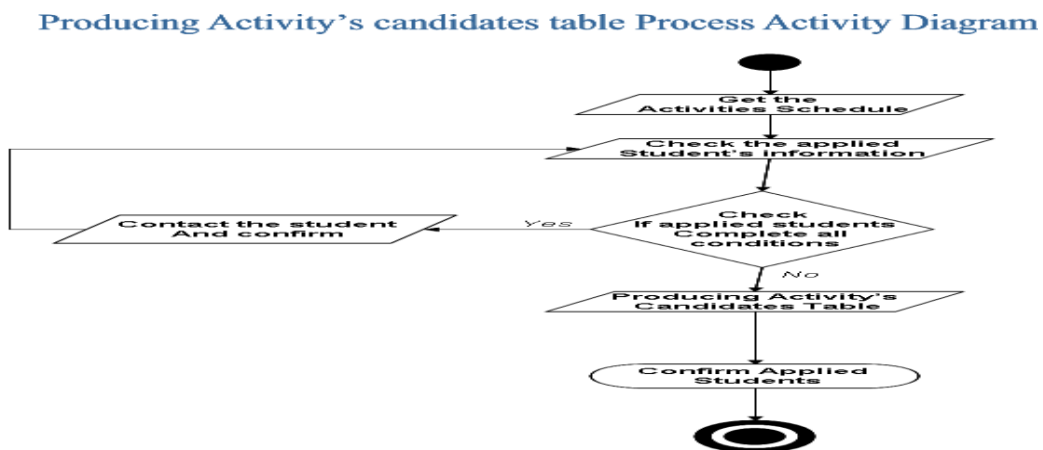 Producing Activity's candidates table Process Activity Diagram
Get the
Activities Schedule
Check the applied
Student's information
Check
If applied students
Complete all
conditions
Yes
Contact the student
And confirm
No
Producing Activity's
Candidates Table
Confirm Applied
Students